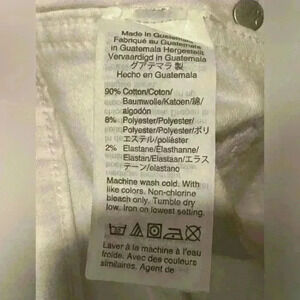 Made in Guatemala
Fabriqué au Guatemala
in Guatemala Hergestellt
Vervaardigd in Guatemala
グアテマラ 製
Hecho en Guatemala
90% Cotton/Coton/
Baumwolle/Katoen/綿/
algodón
8% Polyester/Polyester/
Polyester/Polyester/ポリ
エステル/poliéster
2% Elastane/Élasthanne/
Elastan/Elastaan/エラス
テーン/elastano
Machine wash cold. With
like colors. Non-chlorine
bleach only. Tumble dry
low. Iron on lowest setting.
Laver à la machine à l'eau
froide. Avec des couleurs
similaires. Agent de